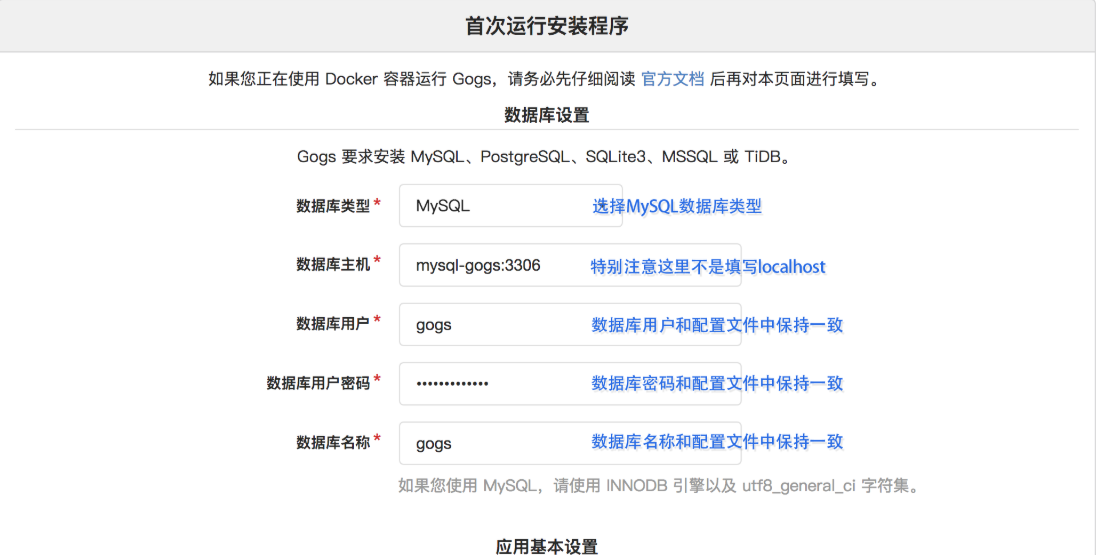 首次运行安装程序
如果您正在使用 Docker 容器运行 Gogs，请务必先仔细阅读 官方文档 后再对本页面进行填写。
数据库设置
Gogs 要求安装 MySQL、PostgreSQL、SQLite3、MSSQL 或 TiDB。
数据库类型* MySQL 选择MySQL数据库类型
数据库主机* mysql-gogs:3306 特别注意这里不是填写localhost
数据库用户* gogs 数据库用户和配置文件中保持一致
数据库用户密码* ••••••••••••• 数据库密码和配置文件中保持一致
数据库名称* gogs 数据库名称和配置文件中保持一致
如果您使用 MySQL，请使用 INNODB 引擎以及 utf8_general_ci 字符集。
应用基本设置